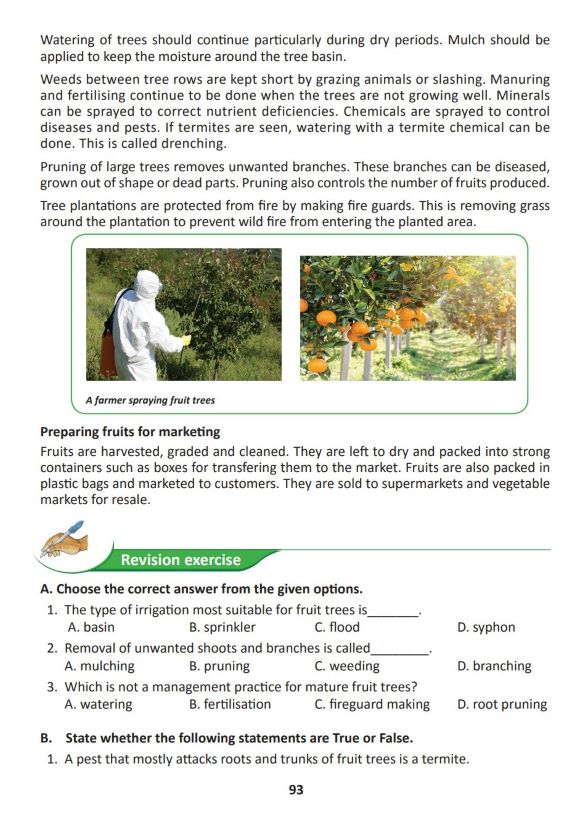 Watering of trees should continue particularly during dry periods. Mulch should be
applied to keep the moisture around the tree basin.
Weeds between tree rows are kept short by grazing animals or slashing. Manuring
and fertilising continue to be done when the trees are not growing well. Minerals
can be sprayed to correct nutrient deficiencies. Chemicals are sprayed to control
diseases and pests. If termites are seen, watering with a termite chemical can be
done. This is called drenching.
Pruning of large trees removes unwanted branches. These branches can be diseased,
grown out of shape or dead parts. Pruning also controls the number of fruits produced.
Tree plantations are protected from fire by making fire guards. This is removing grass
around the plantation to prevent wild fire from entering the planted area.
A farmer spraying fruit trees
Preparing fruits for marketing
Fruits are harvested, graded and cleaned. They are left to dry and packed into strong
containers such as boxes for transfering them to the market. Fruits are also packed in
plastic bags and marketed to customers. They are sold to supermarkets and vegetable
markets for resale.
Revision exercise
A. Choose the correct answer from the given options.
1. The type of irrigation most suitable for fruit trees is_______.
A. basin B. sprinkler C. flood D. syphon
2. Removal of unwanted shoots and branches is called________.
A. mulching B. pruning C. weeding D. branching
3. Which is not a management practice for mature fruit trees?
A. watering B. fertilisation C. fireguard making D. root pruning
B. State whether the following statements are True or False.
1. A pest that mostly attacks roots and trunks of fruit trees is a termite.
93